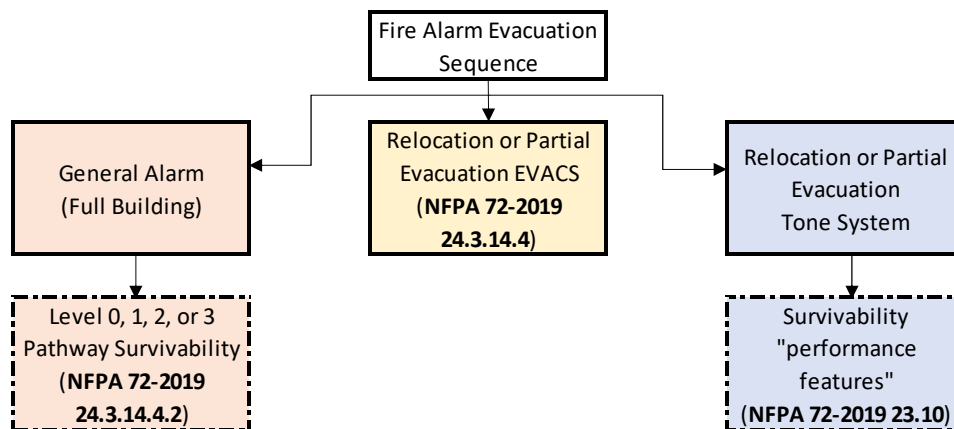 Fire Alarm Evacuation
Sequence
General Alarm
(Full Building)
Relocation or Partial
Evacuation EVACS
(NFPA 72-2019
24.3.14.4)
Relocation or Partial
Evacuation
Tone System
Level 0, 1, 2, or 3
Pathway Survivability
(NFPA 72-2019
24.3.14.4.2)
Survivability
"performance
features"
(NFPA 72-2019 23.10)